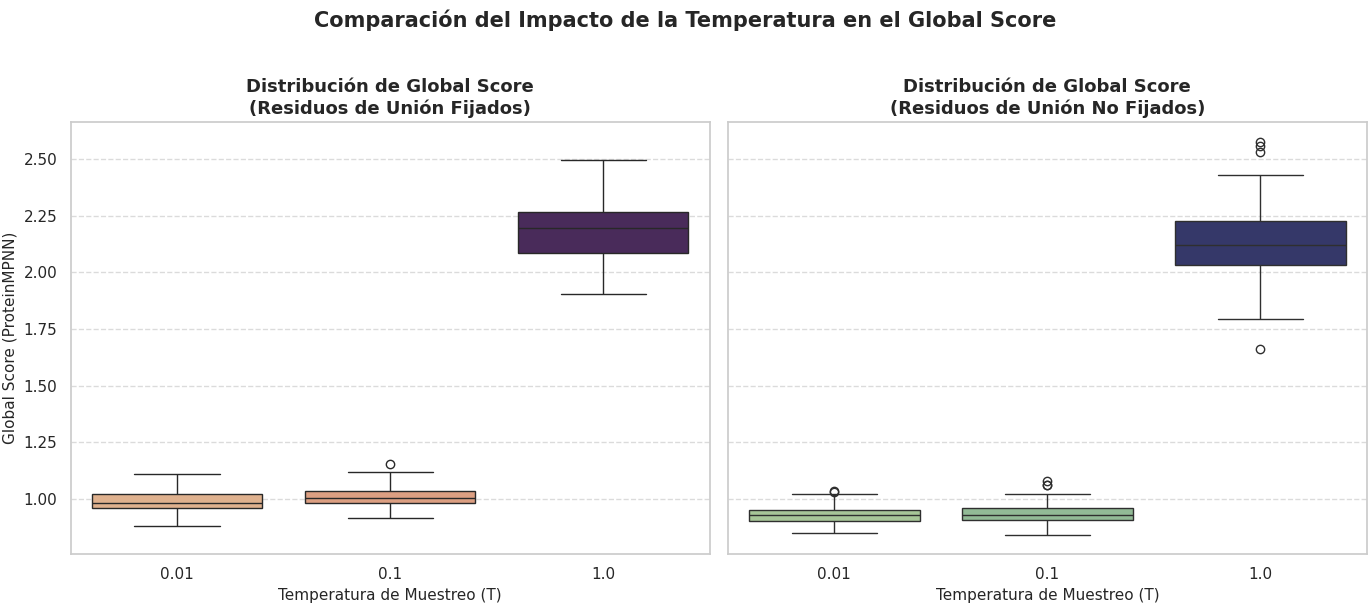 Comparación del Impacto de la Temperatura en el Global Score
Distribución de Global Score
(Residuos de Unión Fijados)
Global Score (ProteinMPNN)
2.50
2.25
2.00
1.75
1.50
1.25
1.00
0.01
0.1
1.0
Temperatura de Muestreo (T)
Distribución de Global Score
(Residuos de Unión No Fijados)
0.01
0.1
1.0
Temperatura de Muestreo (T)